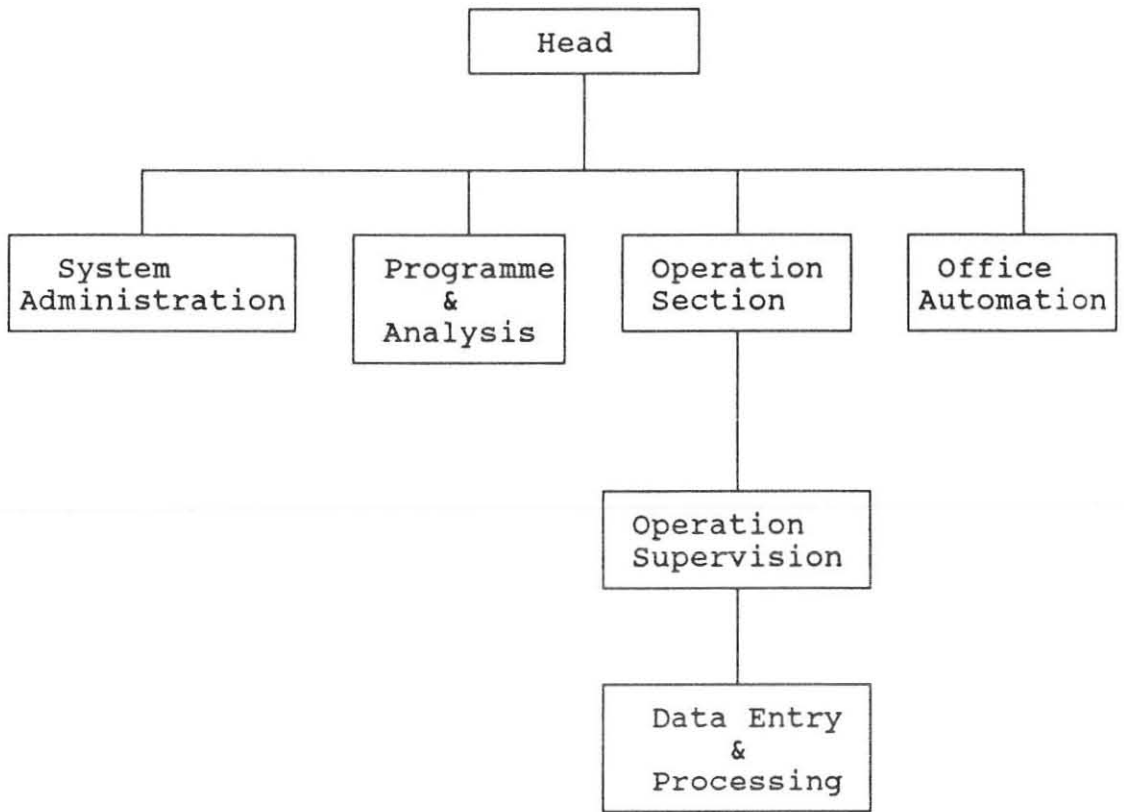 Head
System
Administration
Programme
&
Analysis
Operation
Section
Office
Automation
Operation
Supervision
Data Entry
&
Processing